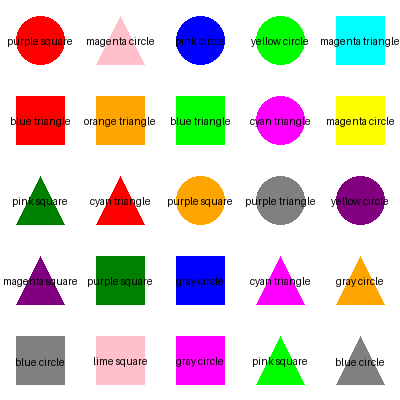 purple square magenta circle pink circle yellow circle magenta triangle
blue triangle orange triangle blue triangle cyan triangle magenta circle
pink square cyan triangle purple square purple triangle yellow circle
magenta square purple square gray circle cyan triangle gray circle
blue circle lime square gray circle pink square blue circle